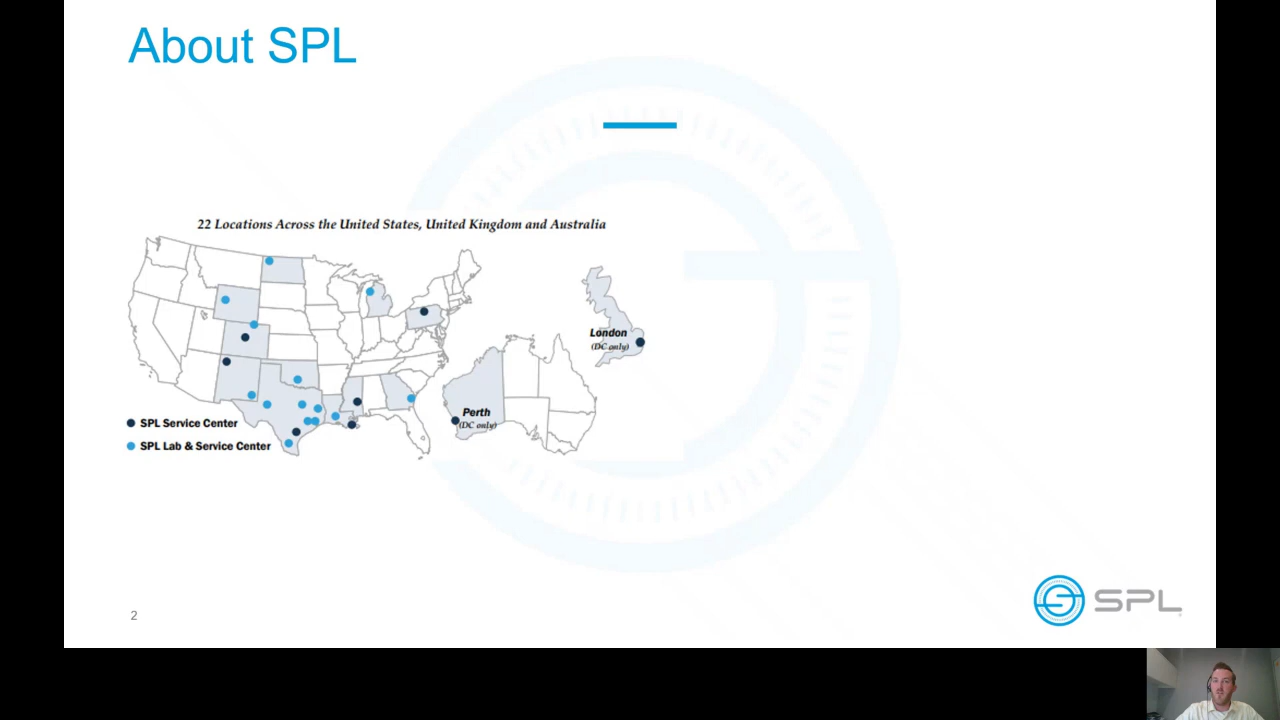 About SPL
22 Locations Across the United States, United Kingdom and Australia
London
(DC only)
Perth
(DC only)
SPL Service Center
SPL Lab & Service Center
2
SPL